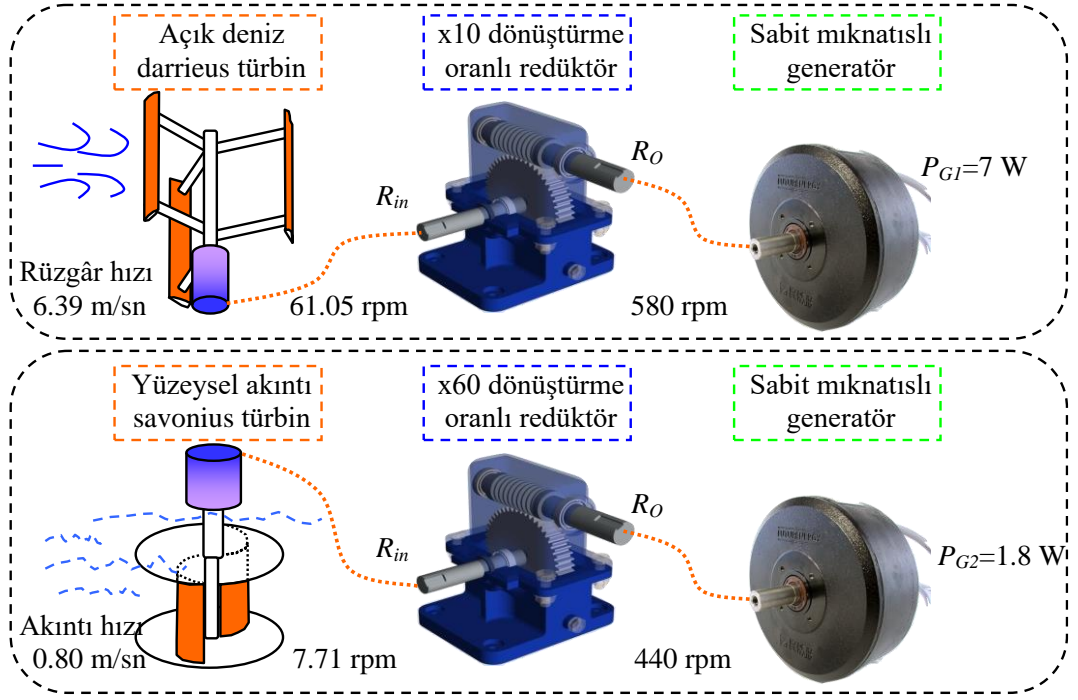 Açık deniz
darrieus türbin
x10 dönüştürme
oranlı redüktör
Sabit mıknatıslı
generatör
R_O
P_G1=7 W
R_in
Rüzgâr hızı
6.39 m/sn
61.05 rpm
580 rpm
Yüzeysel akıntı
savonius türbin
x60 dönüştürme
oranlı redüktör
Sabit mıknatıslı
generatör
R_O
R_in
P_G2=1.8 W
Akıntı hızı
0.80 m/sn
7.71 rpm
440 rpm